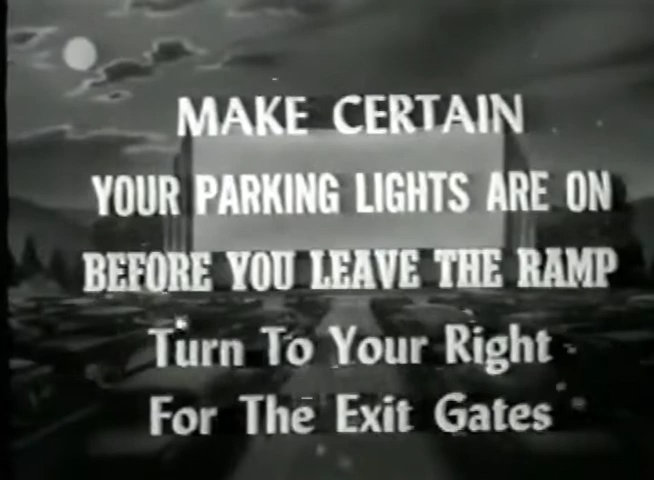 MAKE CERTAIN
YOUR PARKING LIGHTS ARE ON
BEFORE YOU LEAVE THE RAMP
Turn To Your Right
For The Exit Gates